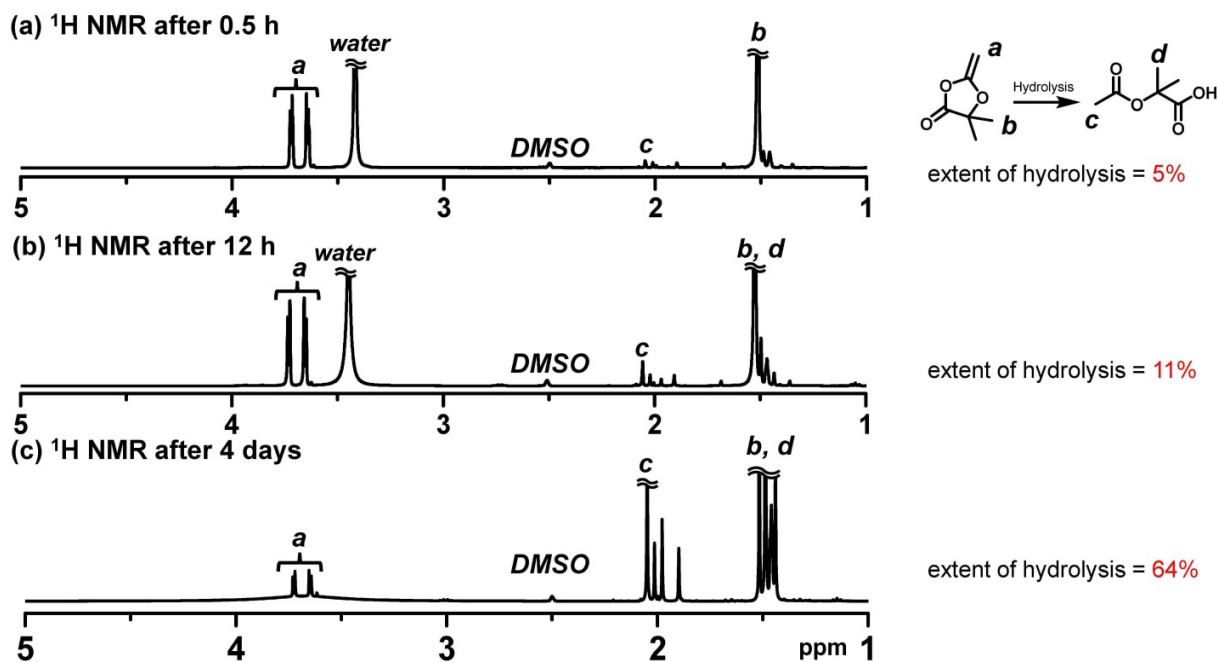 (a) ¹H NMR after 0.5 h
water
b
a
DMSO
c
5 4 3 2 1
a
O
O
O
b
Hydrolysis
O
O
c
d
OH
O
extent of hydrolysis = 5%
(b) ¹H NMR after 12 h
water
b, d
a
DMSO
c
5 4 3 2 1
extent of hydrolysis = 11%
(c) ¹H NMR after 4 days
c
b, d
a
DMSO
5 4 3 2 ppm 1
extent of hydrolysis = 64%